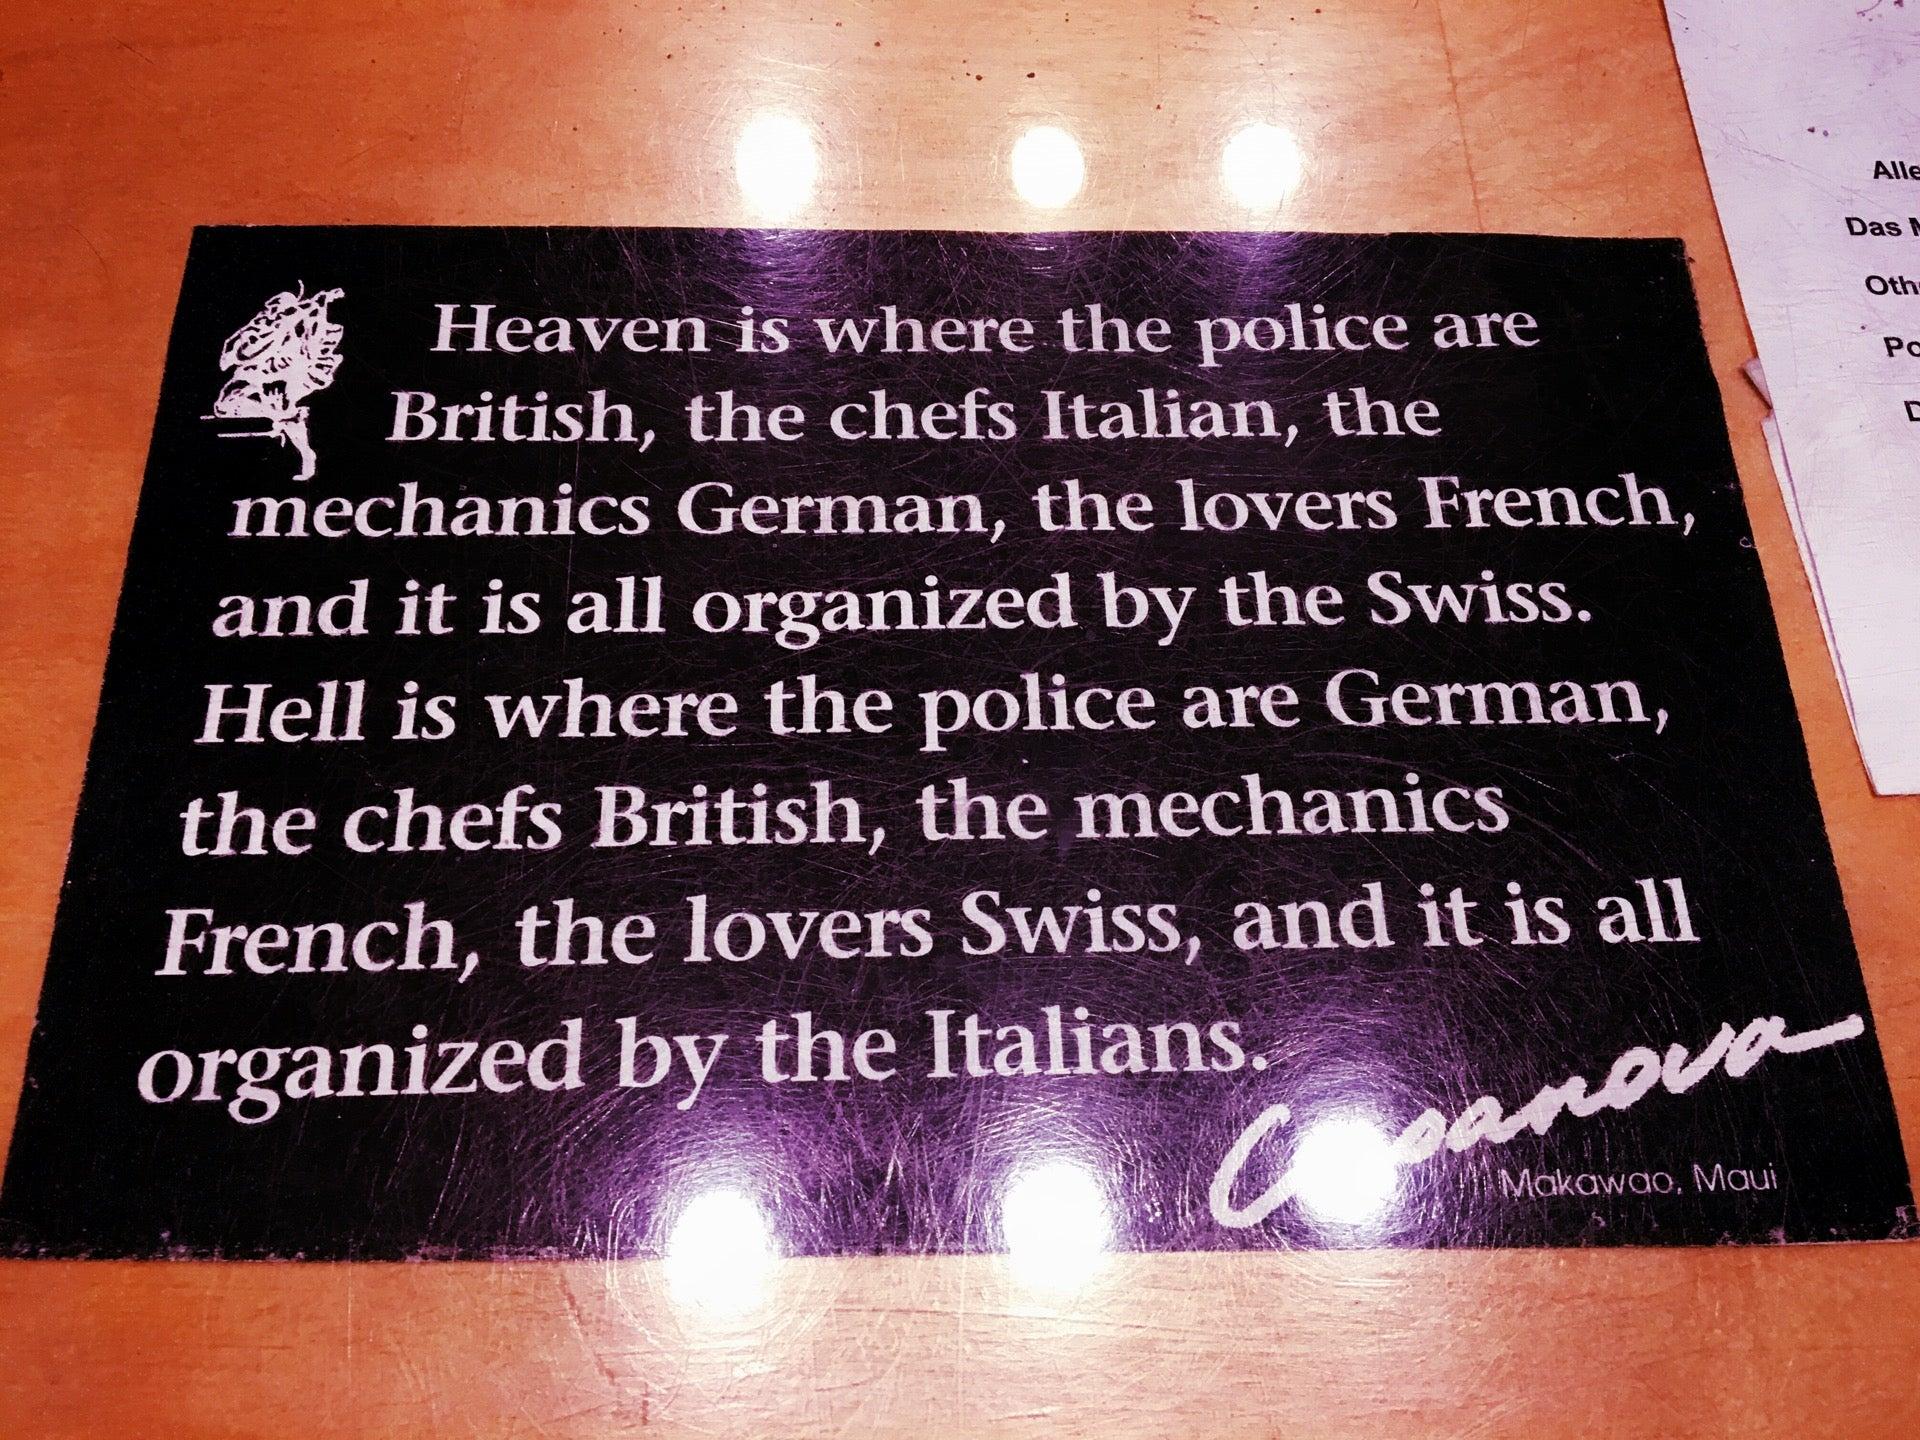 Heaven is where the police are
British, the chefs Italian, the
mechanics German, the lovers French,
and it is all organized by the Swiss.
Hell is where the police are German,
the chefs British, the mechanics
French, the lovers Swiss, and it is all
organized by the Italians.
Casanova
Makawao, Maui
Das